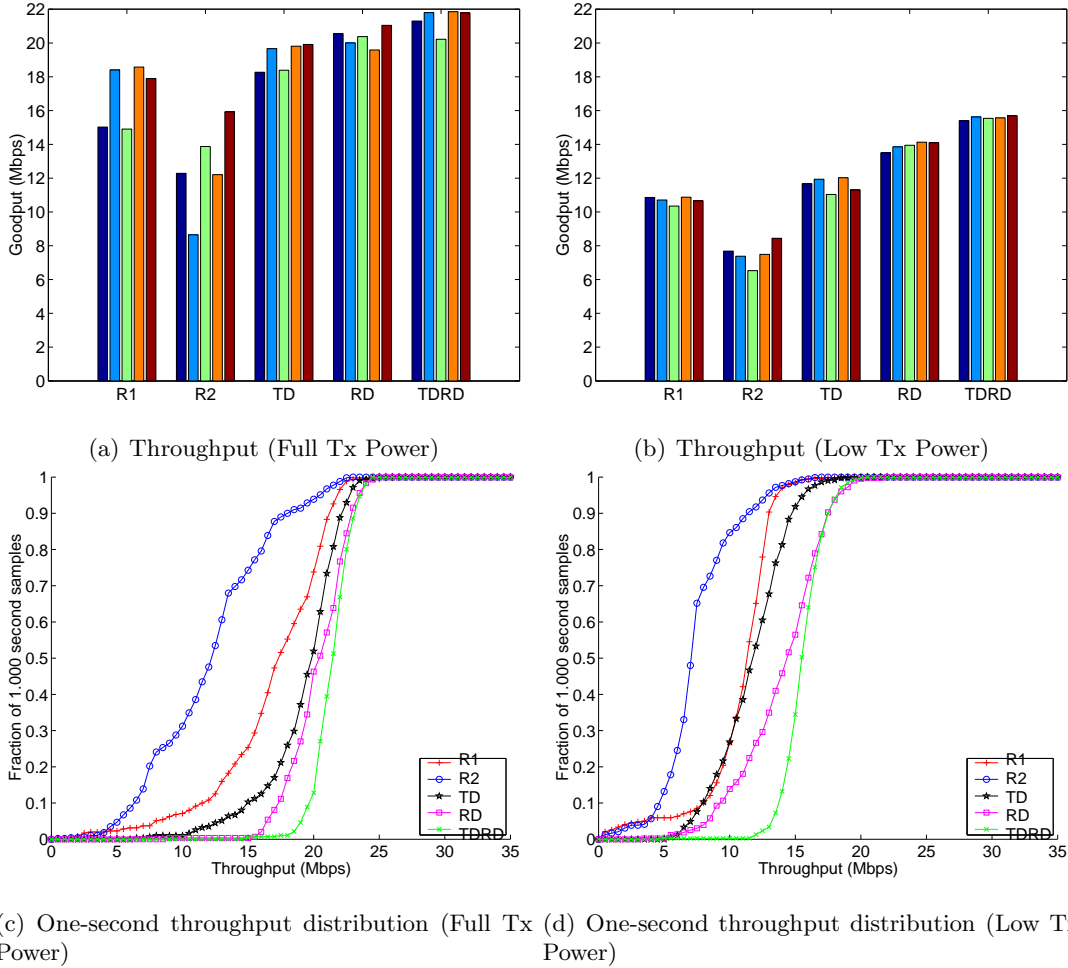 22
20
18
16
14
12
10
8
6
4
2
0
Goodput (Mbps)
R1 R2 TD RD TDRD
(a) Throughput (Full Tx Power)
22
20
18
16
14
12
10
8
6
4
2
0
Goodput (Mbps)
R1 R2 TD RD TDRD
(b) Throughput (Low Tx Power)
1
0.9
0.8
0.7
0.6
0.5
0.4
0.3
0.2
0.1
0
Fraction of 1.000 second samples
R1
R2
TD
RD
TDRD
0 5 10 15 20 25 30 35
Throughput (Mbps)
(c) One-second throughput distribution (Full Tx
Power)
1
0.9
0.8
0.7
0.6
0.5
0.4
0.3
0.2
0.1
0
Fraction of 1.000 second samples
R1
R2
TD
RD
TDRD
0 5 10 15 20 25 30 35
Throughput (Mbps)
(d) One-second throughput distribution (Low Tx
Power)